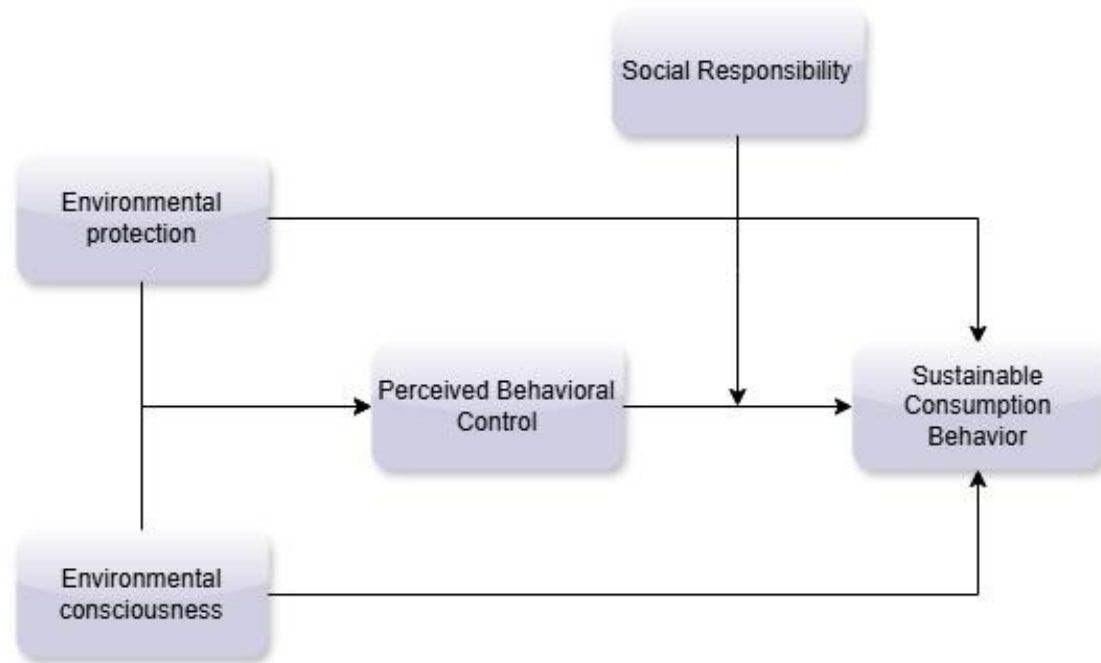 Social Responsibility
Environmental
protection
Perceived Behavioral
Control
Sustainable
Consumption
Behavior
Environmental
consciousness